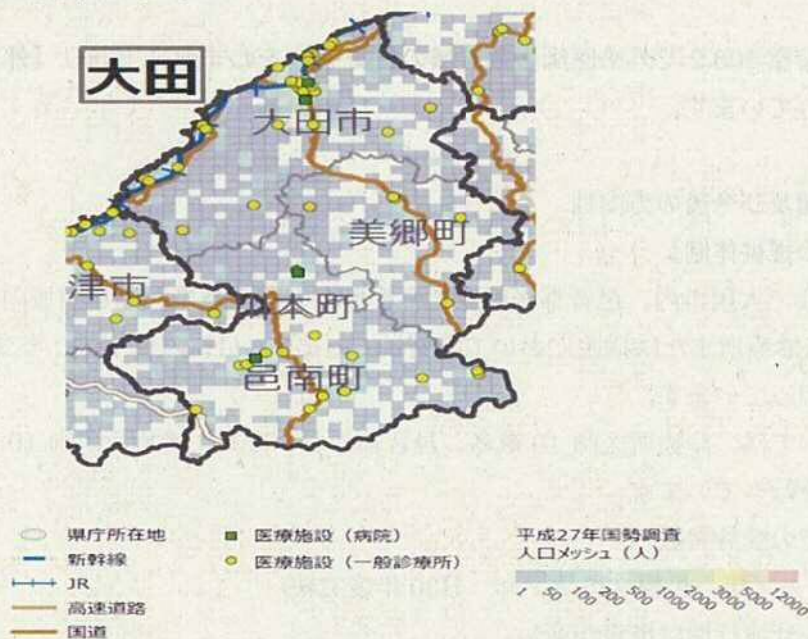 大田
大田市
美郷町
津市
川本町
邑南町
県庁所在地
新幹線
JR
高速道路
国道
医療施設（病院）
医療施設（一般診療所）
平成27年国勢調査
人口メッシュ（人）
1 50 100 200 500 1000 2000 3000 5000 12000